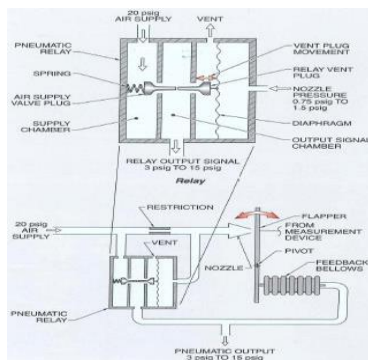 20 psig
AIR SUPPLY
VENT
PNEUMATIC
RELAY
SPRING
AIR SUPPLY
VALVE PLUG
SUPPLY
CHAMBER
VENT PLUG
MOVEMENT
RELAY VENT
PLUG
NOZZLE
PRESSURE
0.75 psig TO
1.5 psig
DIAPHRAGM
OUTPUT SIGNAL
CHAMBER
RELAY OUTPUT SIGNAL
3 psig TO 15 psig
Relay
RESTRICTION
20 psig
AIR
SUPPLY
VENT
FLAPPER
FROM
MEASUREMENT
DEVICE
NOZZLE
PIVOT
FEEDBACK
BELLOWS
PNEUMATIC
RELAY
PNEUMATIC OUTPUT
3 psig TO 15 psig